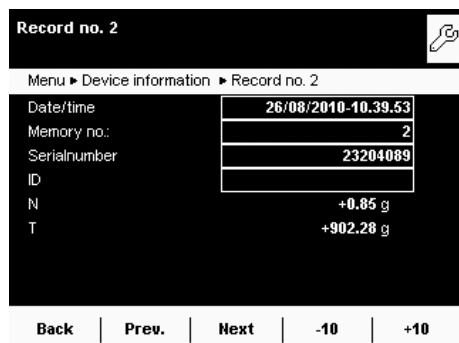 Record no. 2
Menu ▸ Device information ▸ Record no. 2
Date/time 26/08/2010-10.39.53
Memory no.: 2
Serialnumber 23204089
ID
N +0.85 g
T +902.28 g
Back Prev. Next -10 +10